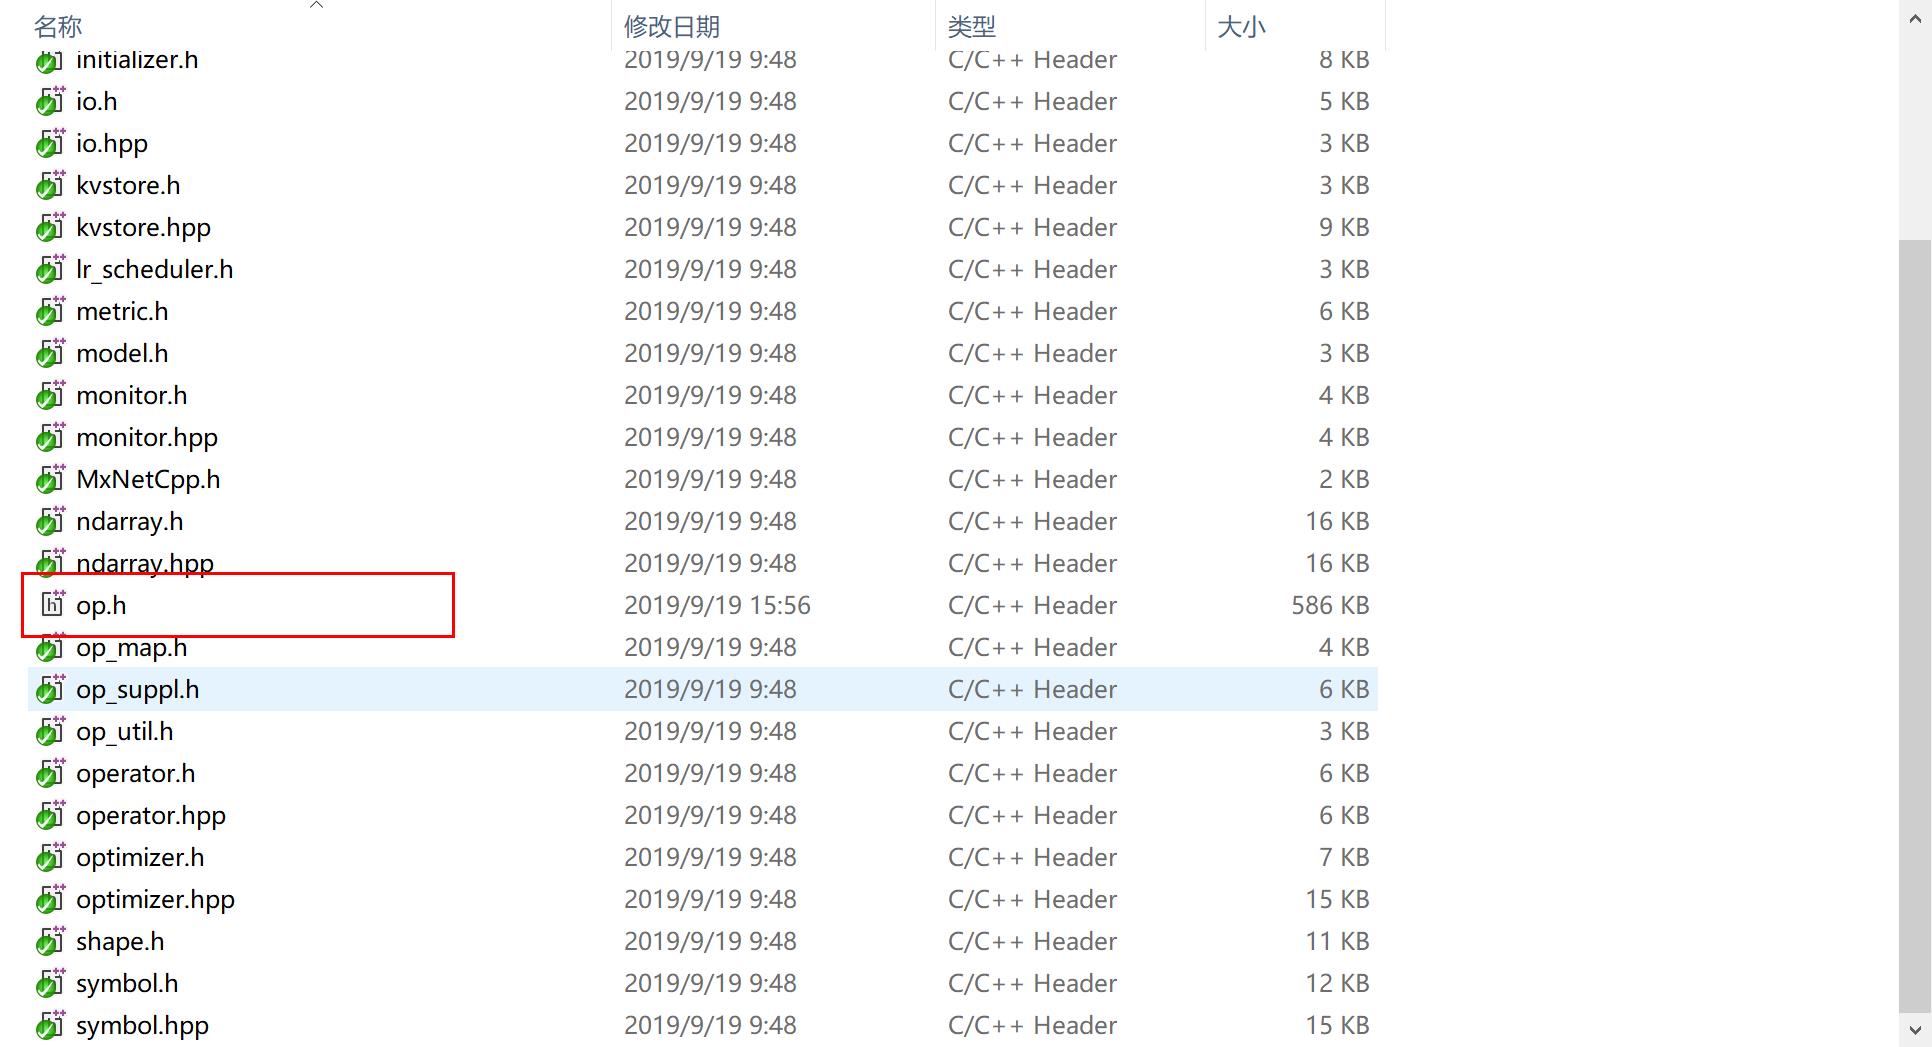 名称 修改日期 类型 大小
initializer.h 2019/9/19 9:48 C/C++ Header 8 KB
io.h 2019/9/19 9:48 C/C++ Header 5 KB
io.hpp 2019/9/19 9:48 C/C++ Header 3 KB
kvstore.h 2019/9/19 9:48 C/C++ Header 3 KB
kvstore.hpp 2019/9/19 9:48 C/C++ Header 9 KB
lr_scheduler.h 2019/9/19 9:48 C/C++ Header 3 KB
metric.h 2019/9/19 9:48 C/C++ Header 6 KB
model.h 2019/9/19 9:48 C/C++ Header 3 KB
monitor.h 2019/9/19 9:48 C/C++ Header 4 KB
monitor.hpp 2019/9/19 9:48 C/C++ Header 4 KB
MxNetCpp.h 2019/9/19 9:48 C/C++ Header 2 KB
ndarray.h 2019/9/19 9:48 C/C++ Header 16 KB
ndarray.hpp 2019/9/19 9:48 C/C++ Header 16 KB
op.h 2019/9/19 15:56 C/C++ Header 586 KB
op_map.h 2019/9/19 9:48 C/C++ Header 4 KB
op_suppl.h 2019/9/19 9:48 C/C++ Header 6 KB
op_util.h 2019/9/19 9:48 C/C++ Header 3 KB
operator.h 2019/9/19 9:48 C/C++ Header 6 KB
operator.hpp 2019/9/19 9:48 C/C++ Header 6 KB
optimizer.h 2019/9/19 9:48 C/C++ Header 7 KB
optimizer.hpp 2019/9/19 9:48 C/C++ Header 15 KB
shape.h 2019/9/19 9:48 C/C++ Header 11 KB
symbol.h 2019/9/19 9:48 C/C++ Header 12 KB
symbol.hpp 2019/9/19 9:48 C/C++ Header 15 KB